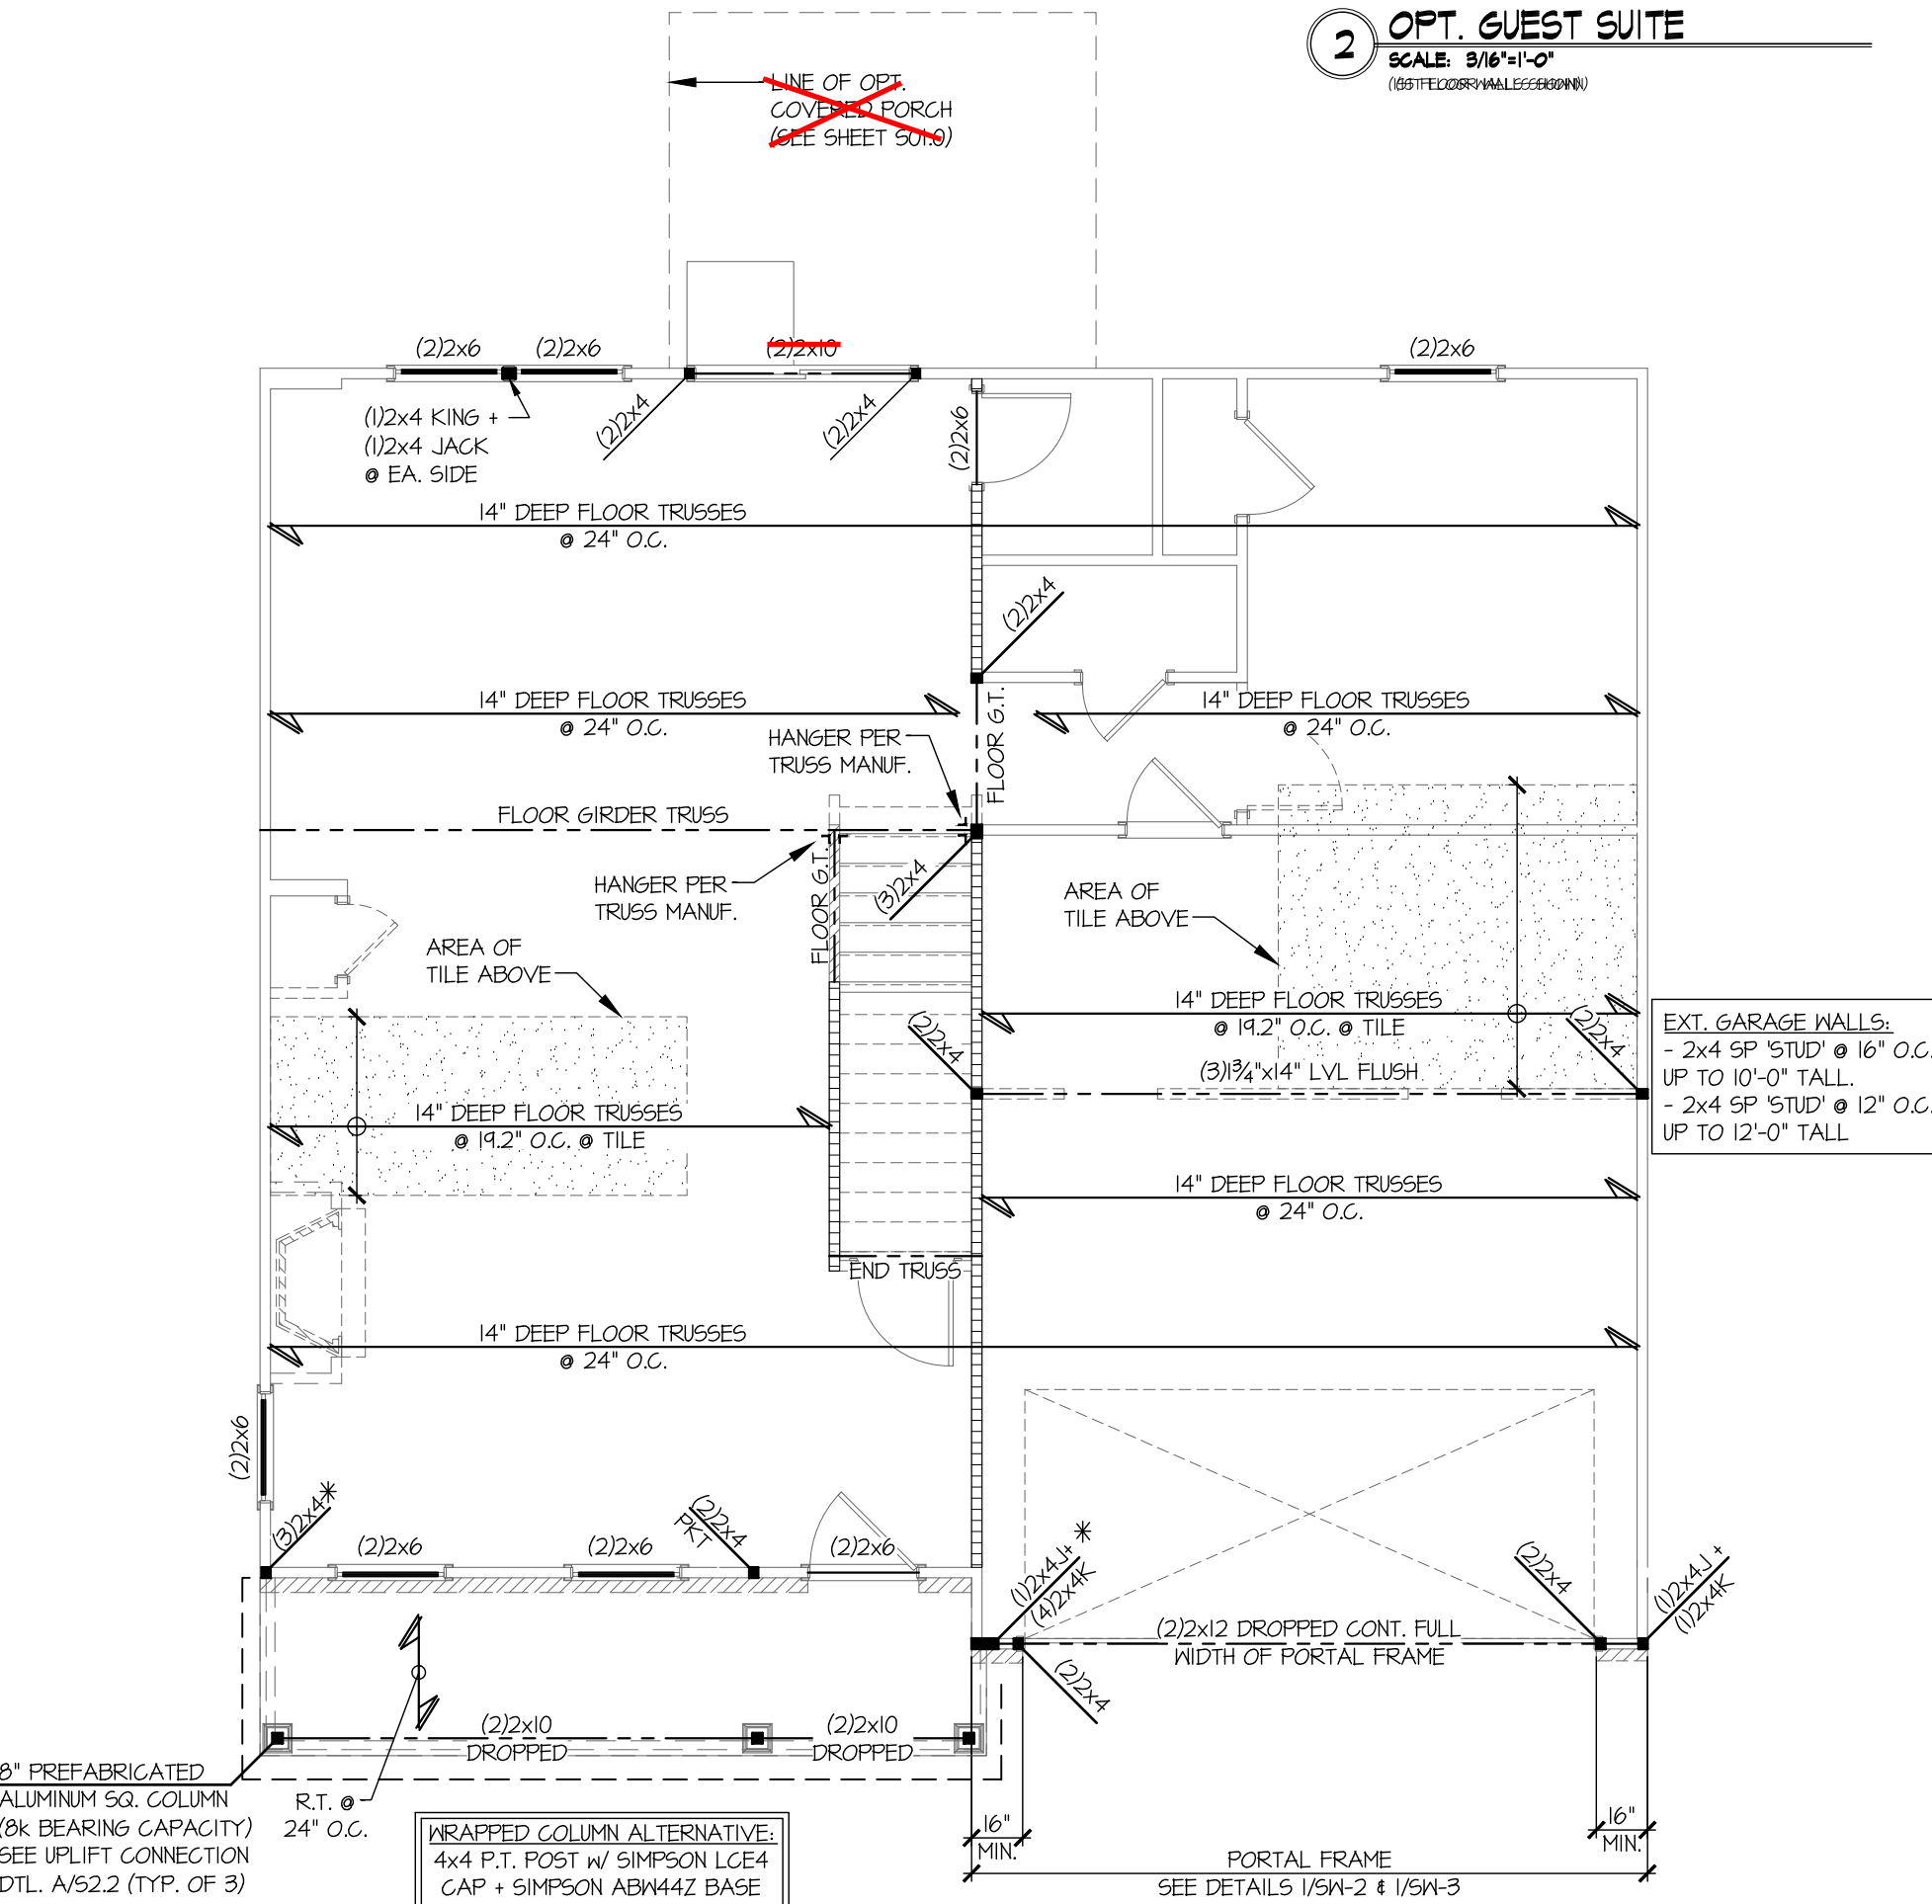 2
OPT. GUEST SUITE
SCALE: 3/16"=1'-0"
LINE OF OPT.
COVERED PORCH
(SEE SHEET S01.0)
(2)2x6
(2)2x6
(2)2x10
(2)2x6
(1)2x4 KING +
(1)2x4 JACK
@ EA. SIDE
(2)2x4
(2)2x4
(2)2x6
14" DEEP FLOOR TRUSSES
@ 24" O.C.
(2)2x4
14" DEEP FLOOR TRUSSES
@ 24" O.C.
14" DEEP FLOOR TRUSSES
@ 24" O.C.
HANGER PER
TRUSS MANUF.
FLOOR G.T.
FLOOR GIRDER TRUSS
HANGER PER
TRUSS MANUF.
FLOOR G.T.
(3)2x4
AREA OF
TILE ABOVE
AREA OF
TILE ABOVE
14" DEEP FLOOR TRUSSES
@ 19.2" O.C. @ TILE
(2)2x4
(2)2x4
EXT. GARAGE WALLS:
- 2x4 SP 'STUD' @ 16" O.C.
UP TO 10'-0" TALL.
- 2x4 SP 'STUD' @ 12" O.C.
UP TO 12'-0" TALL
(3)1¾"x14" LVL FLUSH
14" DEEP FLOOR TRUSSES
@ 19.2" O.C. @ TILE
14" DEEP FLOOR TRUSSES
@ 24" O.C.
END TRUSS
14" DEEP FLOOR TRUSSES
@ 24" O.C.
(2)2x6
(3)2x4*
(2)2x6
(2)2x6
(2)2x4
PKT
(2)2x6
(1)2x4J+ *
(4)2x4K
(2)2x4
(1)2x4J +
(1)2x4K
(2)2x12 DROPPED CONT. FULL
WIDTH OF PORTAL FRAME
(2)2x4
(2)2x10
DROPPED
(2)2x10
DROPPED
8" PREFABRICATED
ALUMINUM SQ. COLUMN
(8k BEARING CAPACITY)
SEE UPLIFT CONNECTION
DTL. A/S2.2 (TYP. OF 3)
R.T. @
24" O.C.
WRAPPED COLUMN ALTERNATIVE:
4x4 P.T. POST w/ SIMPSON LCE4
CAP + SIMPSON ABW44Z BASE
16"
MIN.
16"
MIN.
PORTAL FRAME
SEE DETAILS 1/SW-2 & 1/SW-3